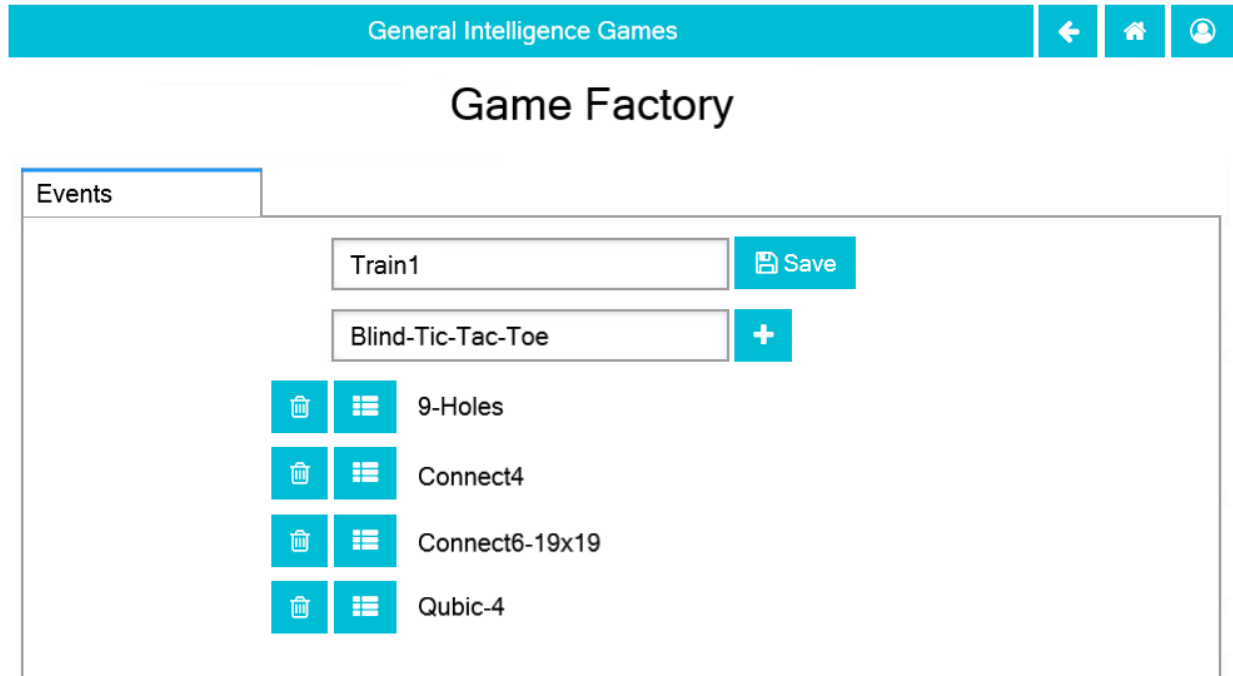 General Intelligence Games
Game Factory
Events
Train1
Save
Blind-Tic-Tac-Toe
9-Holes
Connect4
Connect6-19x19
Qubic-4